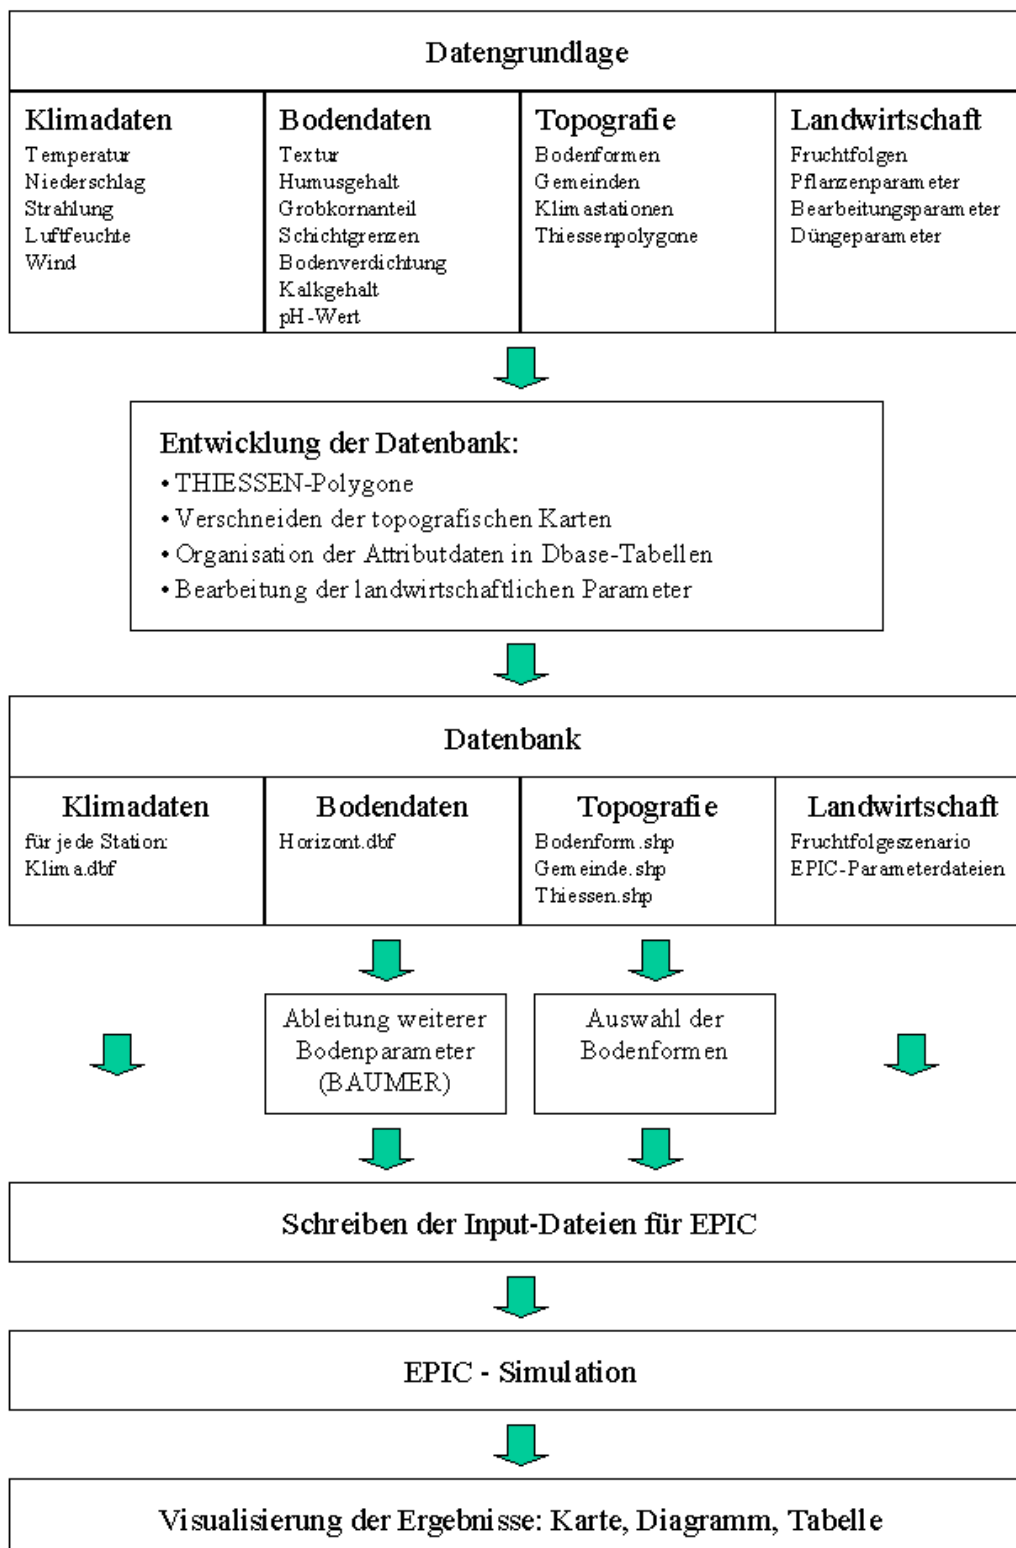 Datengrundlage
Klimadaten
Temperatur
Niederschlag
Strahlung
Luftfeuchte
Wind
Bodendaten
Textur
Humusgehalt
Grobkornanteil
Schichtgrenzen
Bodenverdichtung
Kalkgehalt
pH-Wert
Topografie
Bodenformen
Gemeinden
Klimastationen
Thiessenpolygone
Landwirtschaft
Fruchtfolgen
Pflanzenparameter
Bearbeitungsparameter
Düngeparameter
Entwicklung der Datenbank:
• THIESSEN-Polygone
• Verschneiden der topografischen Karten
• Organisation der Attributdaten in Dbase-Tabellen
• Bearbeitung der landwirtschaftlichen Parameter
Datenbank
Klimadaten
für jede Station:
Klima.dbf
Bodendaten
Horizont.dbf
Topografie
Bodenform.shp
Gemeinde.shp
Thiessen.shp
Landwirtschaft
Fruchtfolgeszenario
EPIC-Parameterdateien
Ableitung weiterer
Bodenparameter
(BAUMER)
Auswahl der
Bodenformen
Schreiben der Input-Dateien für EPIC
EPIC - Simulation
Visualisierung der Ergebnisse: Karte, Diagramm, Tabelle